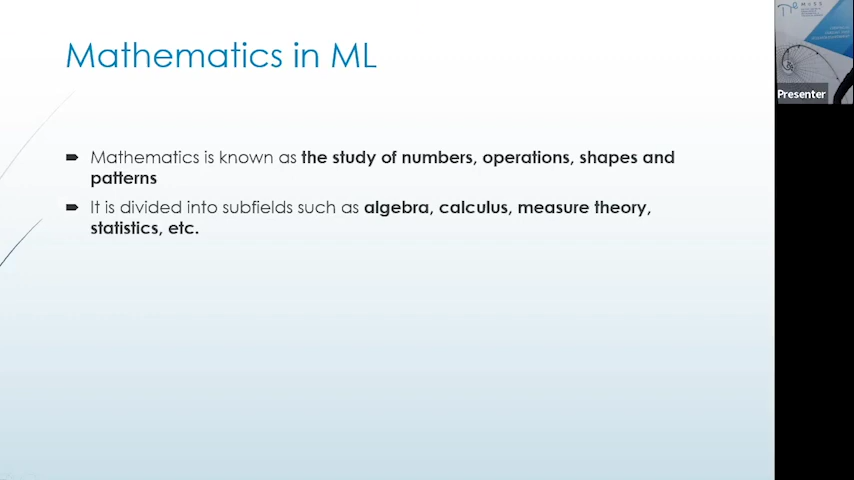 Mathematics in ML
Mathematics is known as the study of numbers, operations, shapes and
patterns
It is divided into subfields such as algebra, calculus, measure theory,
statistics, etc.
Presenter